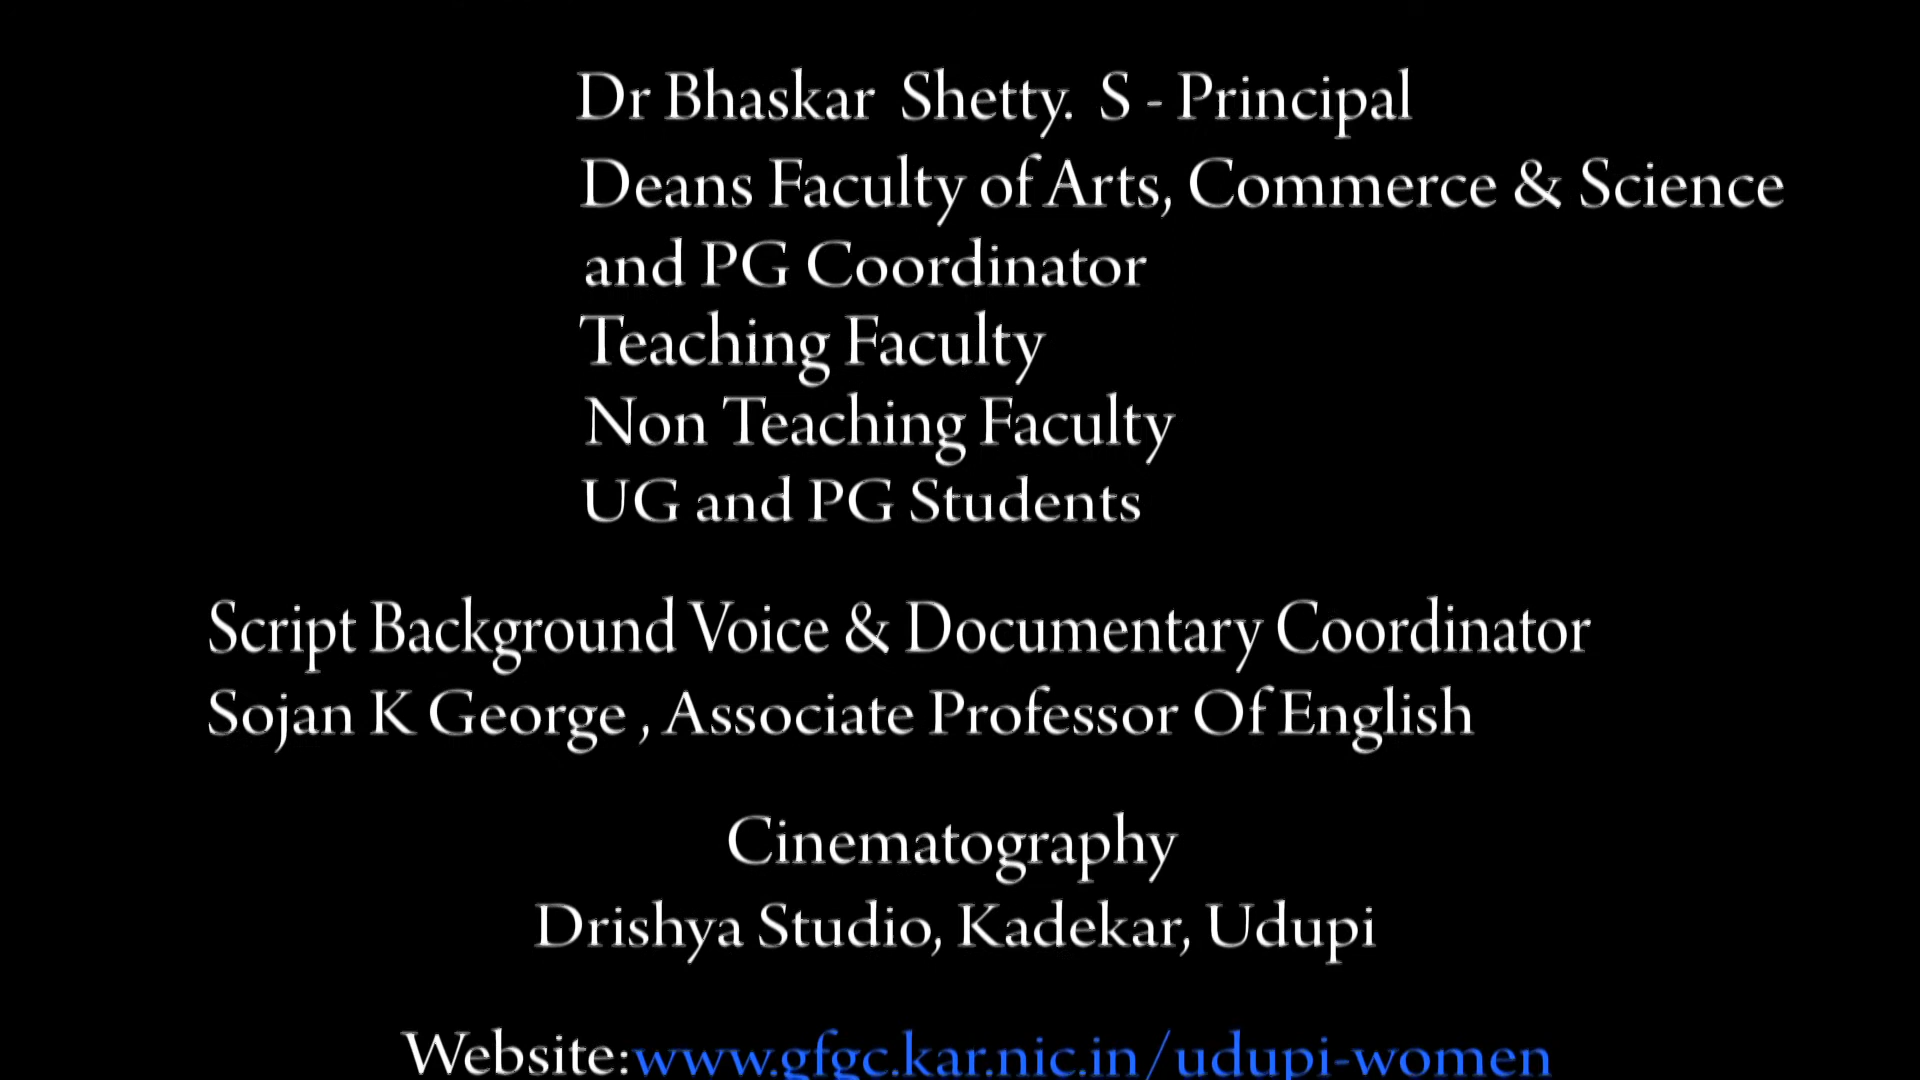 Dr Bhaskar Shetty. S - Principal
Deans Faculty of Arts, Commerce & Science
and PG Coordinator
Teaching Faculty
Non Teaching Faculty
UG and PG Students
Script Background Voice & Documentary Coordinator
Sojan K George , Associate Professor Of English
Cinematography
Drishya Studio, Kadekar, Udupi
Website:www.gfgc.kar.nic.in/udupi-women